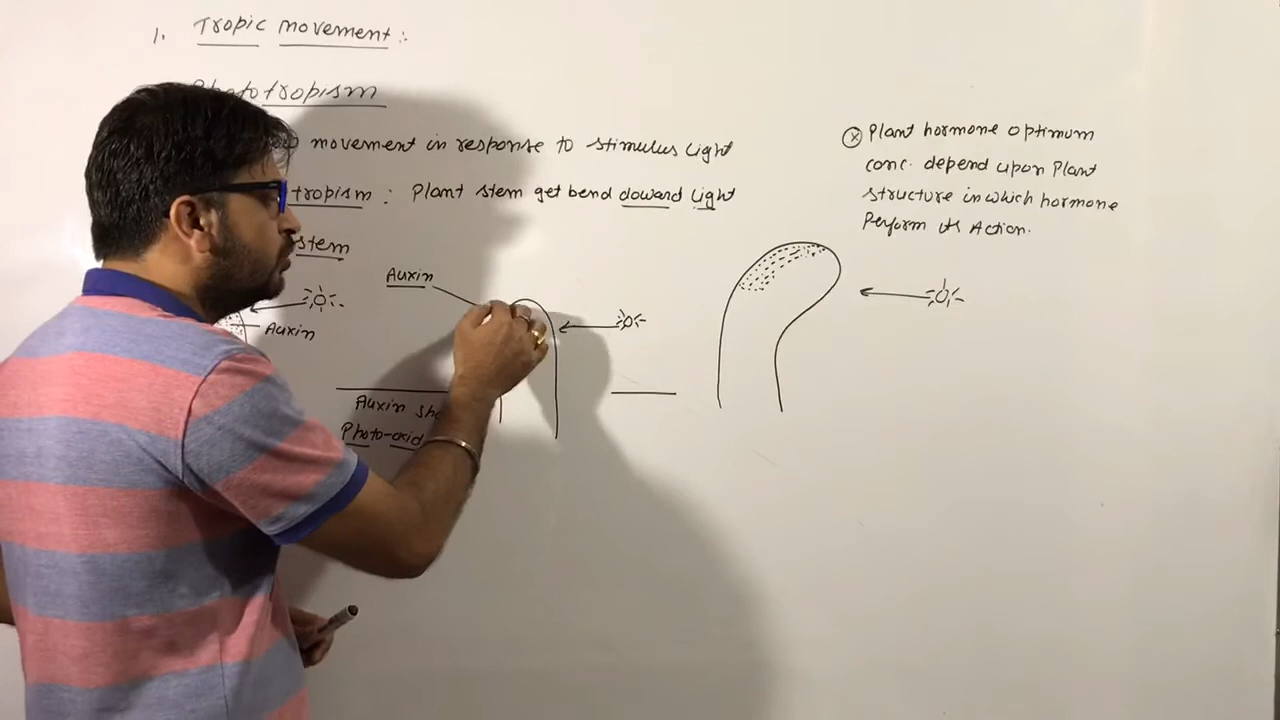 1. Tropic movement :
Phototropism
movement in response to stimulus Light
tropism : Plant stem get bend doward Light
stem
Auxin
Auxin
Auxin
Photo-oxid
Plant hormone optimum
conc. depend upon Plant
structure in which hormone
Perform its Action.